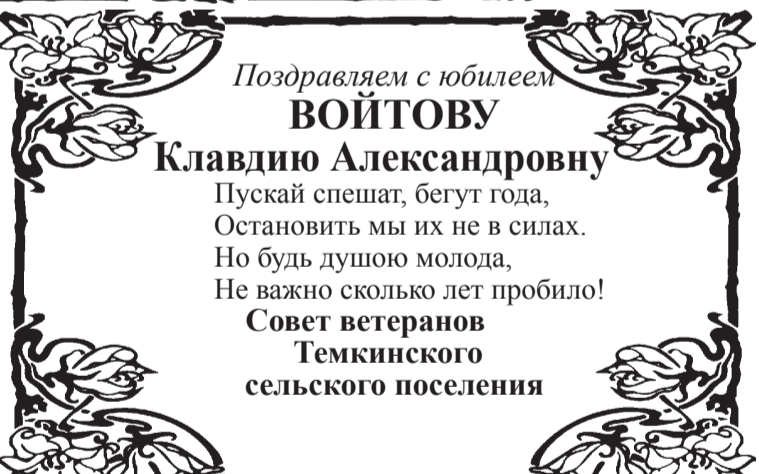 Поздравляем с юбилеем
ВОЙТОВУ
Клавдию Александровну
Пускай спешат, бегут года,
Остановить мы их не в силах.
Но будь душою молода,
Не важно сколько лет пробило!
Совет ветеранов
Темкинского
сельского поселения